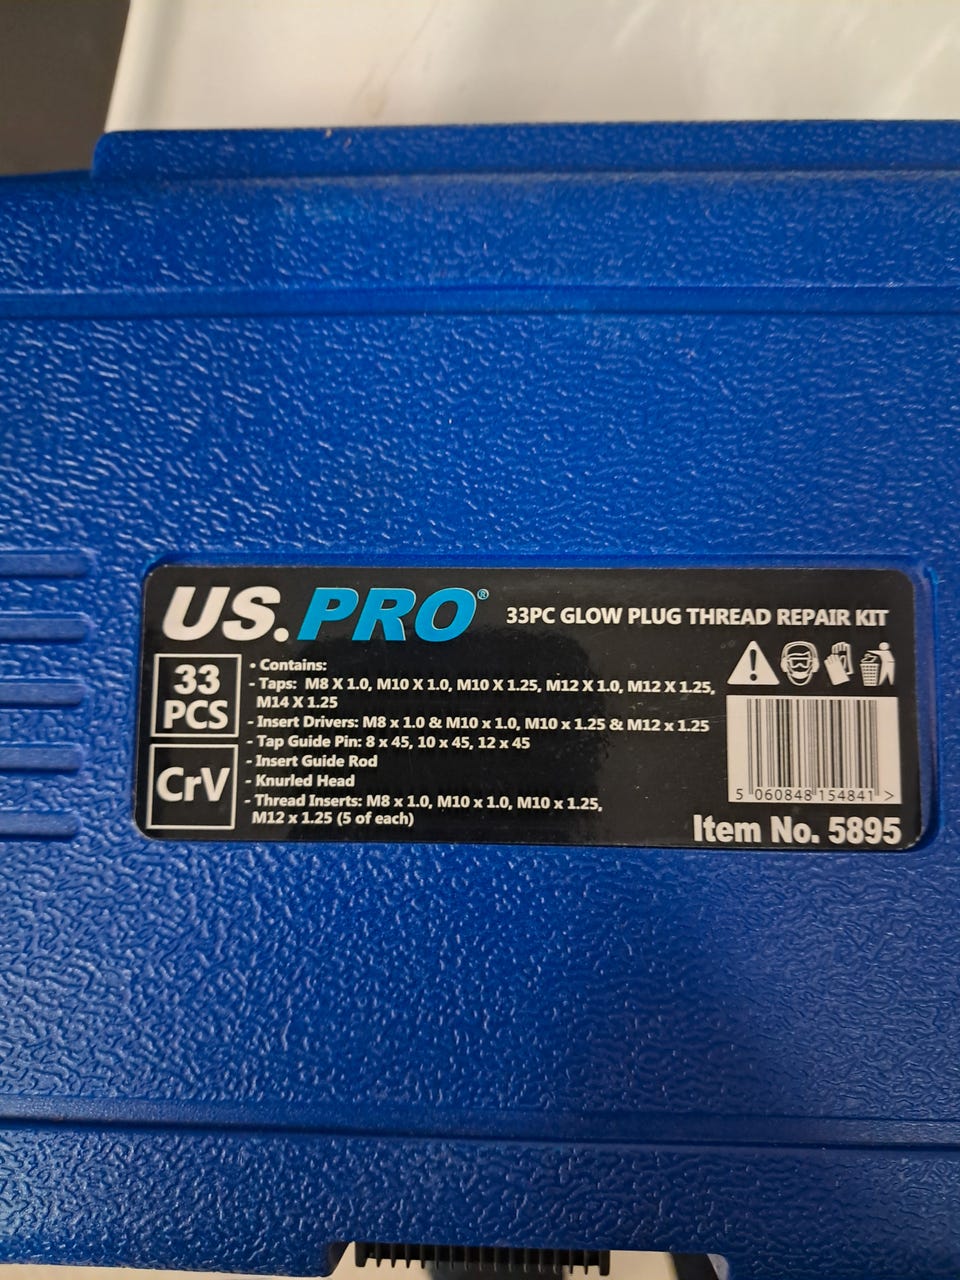 US.PRO®
33PC GLOW PLUG THREAD REPAIR KIT
33
PCS
CrV
• Contains:
- Taps: M8 X 1.0, M10 X 1.0, M10 X 1.25, M12 X 1.0, M12 X 1.25,
M14 X 1.25
- Insert Drivers: M8 x 1.0 & M10 x 1.0, M10 x 1.25 & M12 x 1.25
- Tap Guide Pin: 8 x 45, 10 x 45, 12 x 45
- Insert Guide Rod
- Knurled Head
- Thread Inserts: M8 x 1.0, M10 x 1.0, M10 x 1.25,
M12 x 1.25 (5 of each)
5 060848 154841 >
Item No. 5895